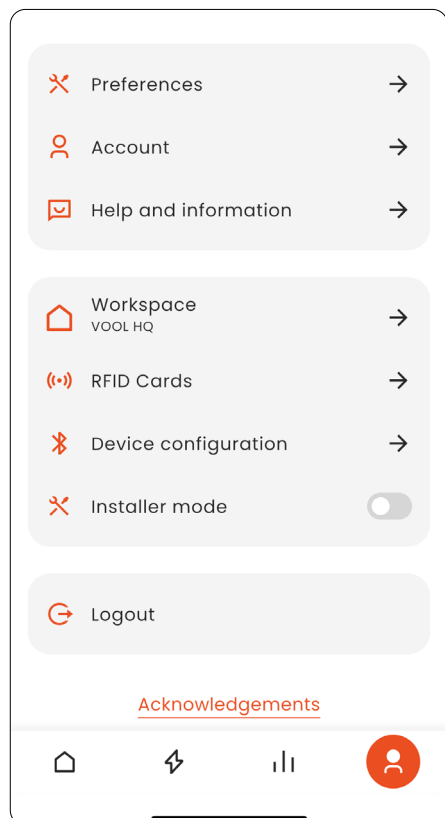 Preferences
Account
Help and information
Workspace
VOOL HQ
RFID Cards
Device configuration
Installer mode
Logout
Acknowledgements